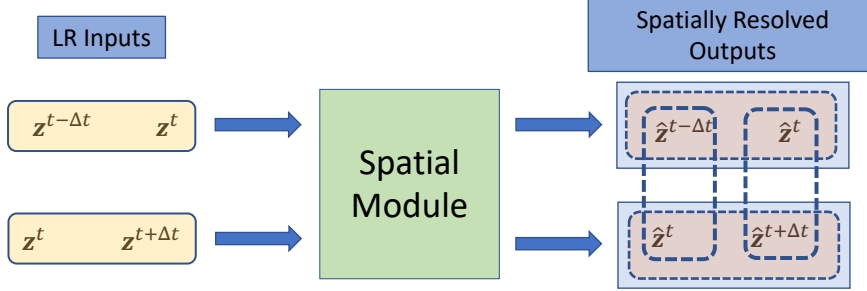 LR Inputs
Spatially Resolved
Outputs
z^{t−Δt} z^t
Spatial
Module
ẑ^{t−Δt} ẑ^t
z^t z^{t+Δt}
ẑ^t ẑ^{t+Δt}